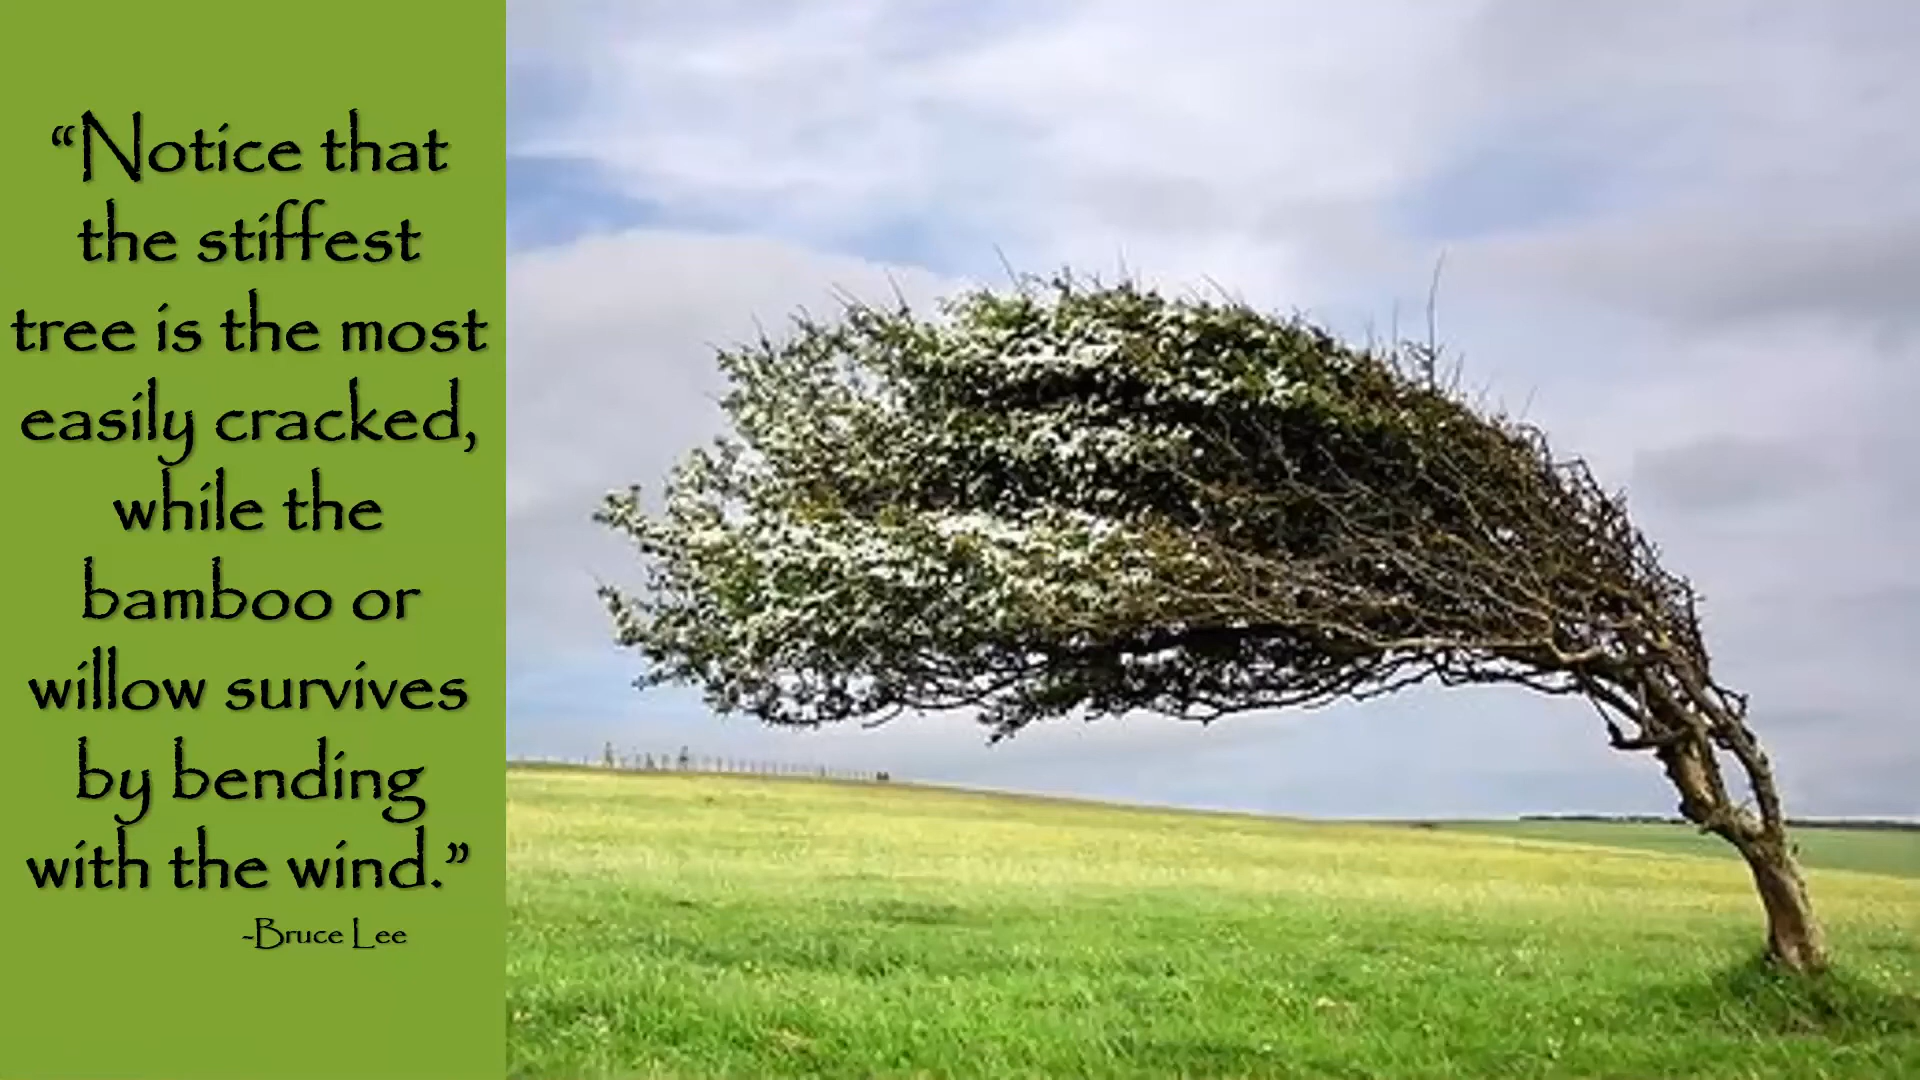 “Notice that
the stiffest
tree is the most
easily cracked,
while the
bamboo or
willow survives
by bending
with the wind.”
-Bruce Lee